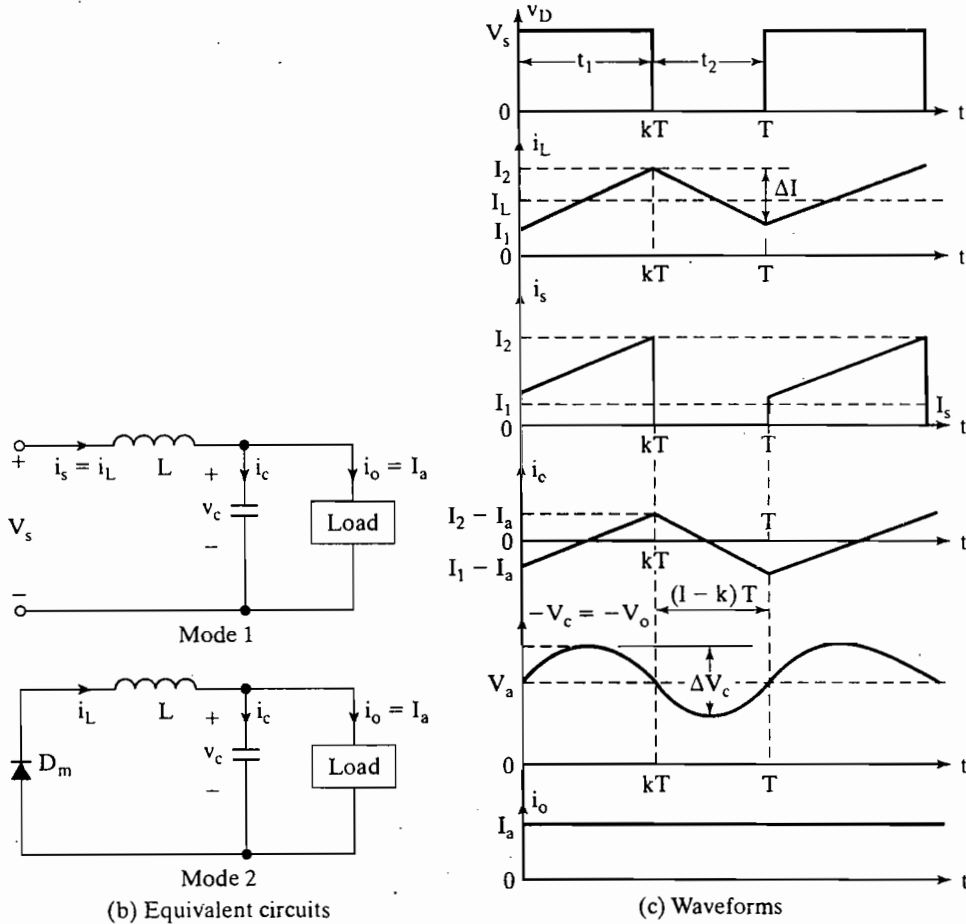 +
i_s = i_L
L
+
v_c
−
i_c
i_o = I_a
Load
V_s
−
Mode 1
i_L
L
+
v_c
−
i_c
i_o = I_a
Load
D_m
Mode 2
(b) Equivalent circuits
v_D
V_s
t_1
t_2
0
kT
T
t
i_L
I_2
I_L
I_1
ΔI
0
kT
T
t
i_s
I_2
I_1
I_s
0
kT
T
t
i_c
I_2 − I_a
T
0
t
kT
I_1 − I_a
(I − k) T
−V_c = −V_o
V_a
ΔV_c
0
kT
T
t
i_o
I_a
0
t
(c) Waveforms